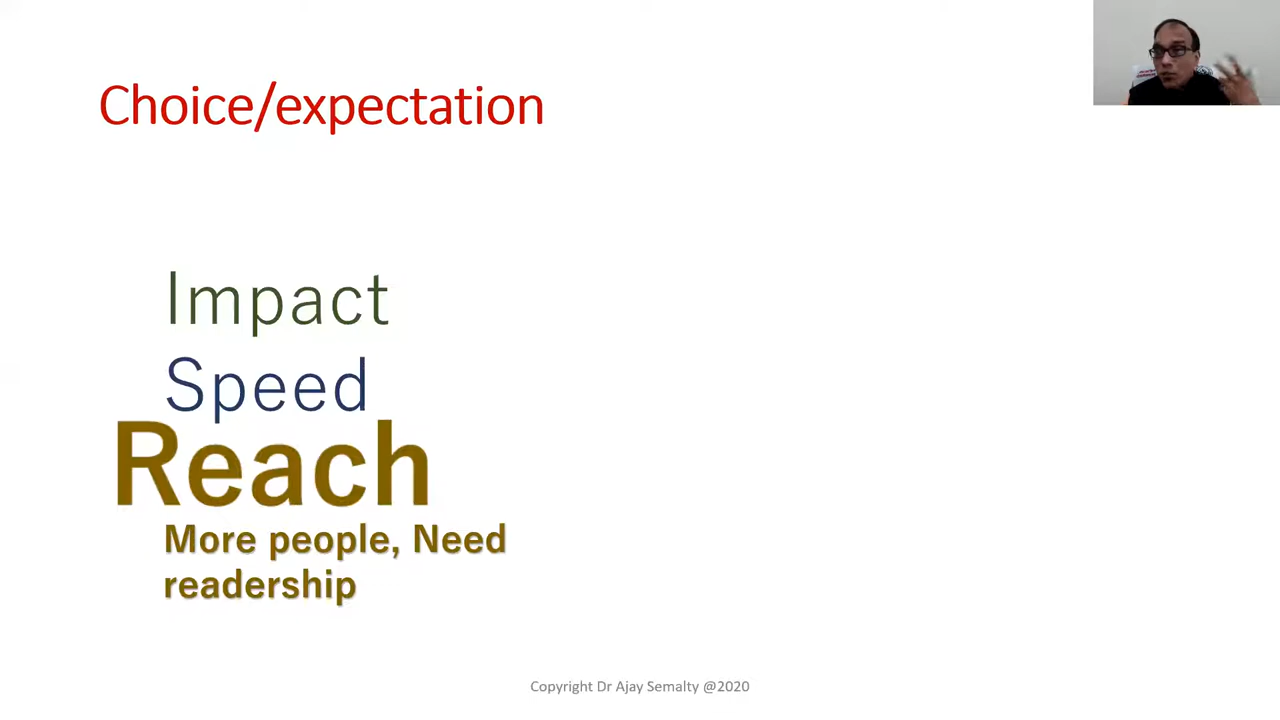 Choice/expectation
Impact
Speed
Reach
More people, Need
readership
Copyright Dr Ajay Semalty @2020